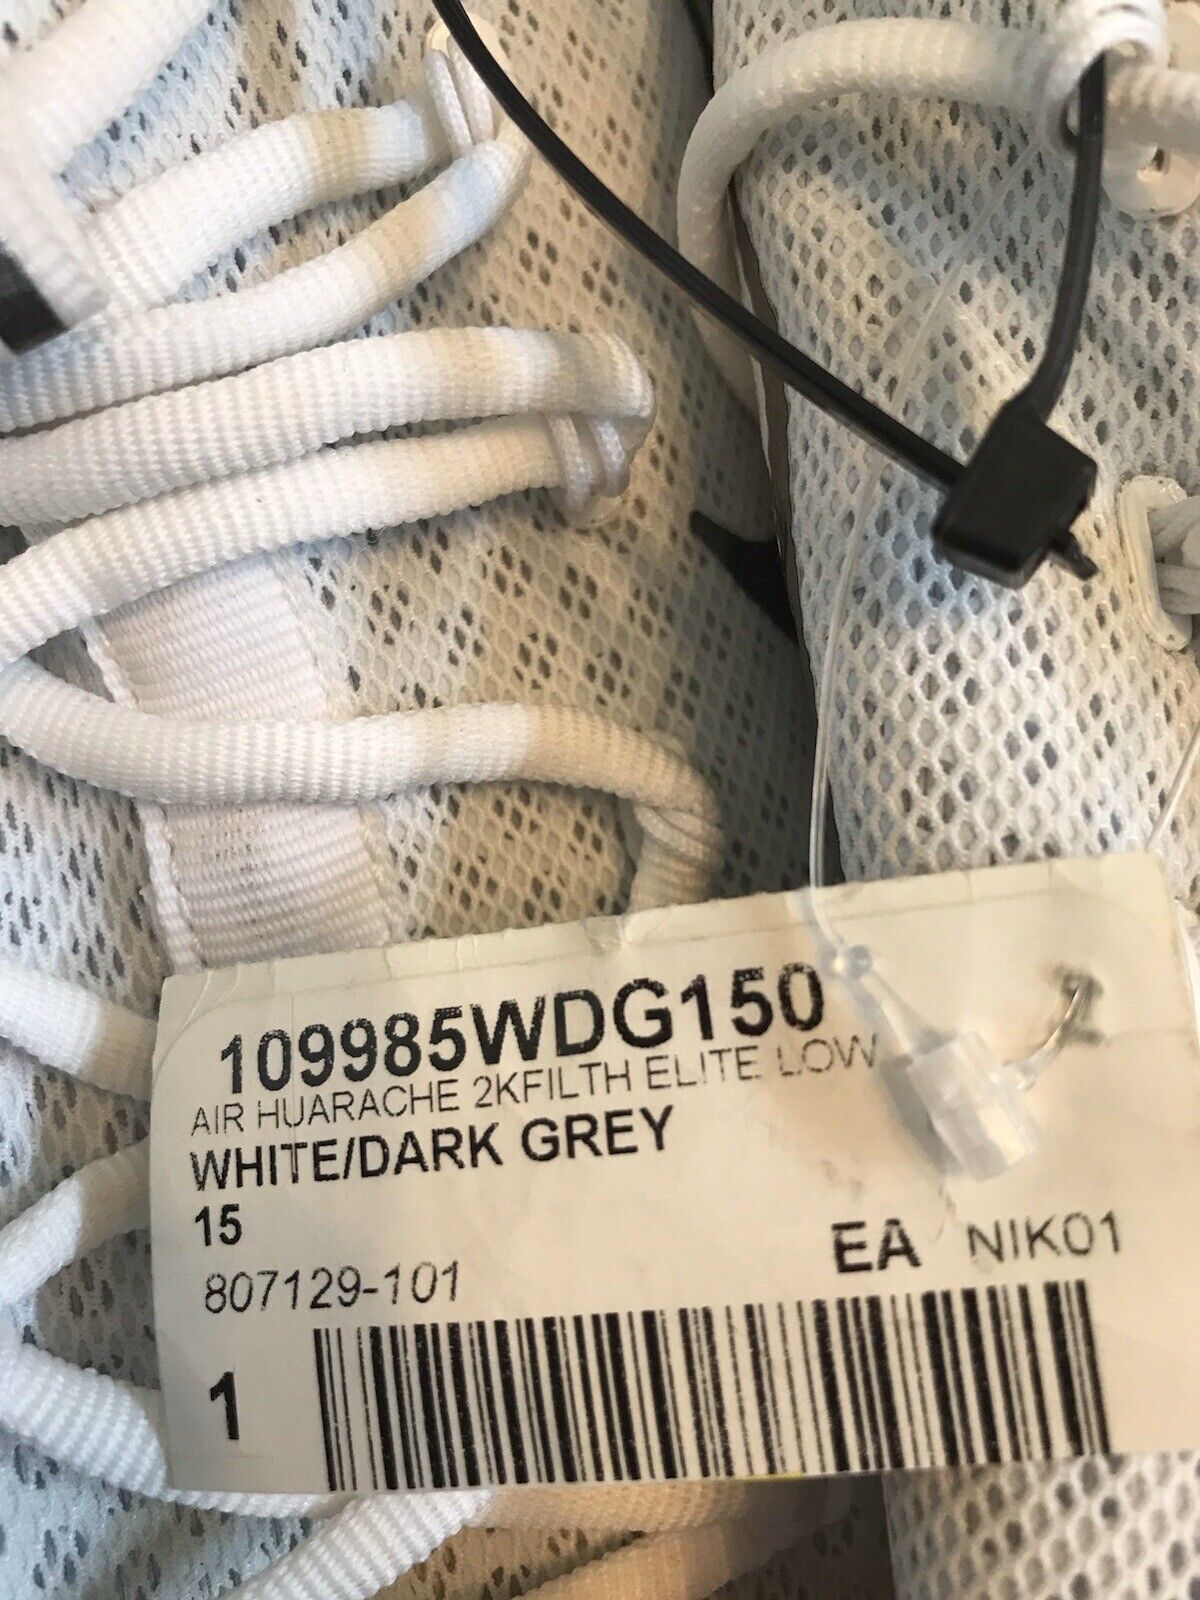 109985WDG150
AIR HUARACHE 2KFILTH ELITE LOW
WHITE/DARK GREY
15
EA NIK01
807129-101
1